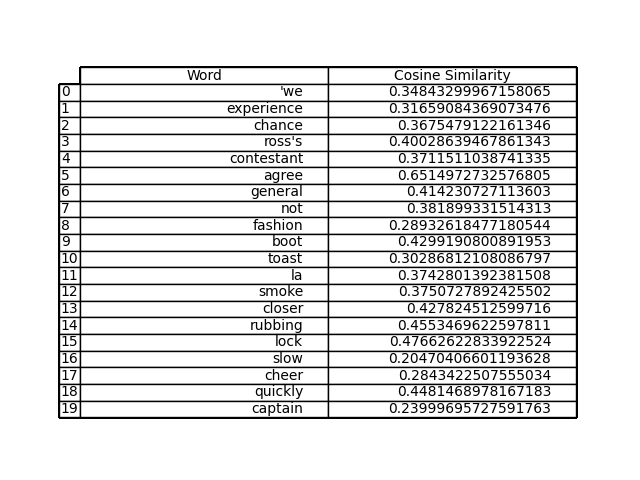 Word Cosine Similarity
0 'we 0.34843299967158065
1 experience 0.31659084369073476
2 chance 0.3675479122161346
3 ross's 0.40028639467861343
4 contestant 0.3711511038741335
5 agree 0.6514972732576805
6 general 0.414230727113603
7 not 0.381899331514313
8 fashion 0.28932618477180544
9 boot 0.4299190800891953
10 toast 0.30286812108086797
11 la 0.3742801392381508
12 smoke 0.3750727892425502
13 closer 0.427824512599716
14 rubbing 0.4553469622597811
15 lock 0.47662622833922524
16 slow 0.20470406601193628
17 cheer 0.2843422507555034
18 quickly 0.4481468978167183
19 captain 0.23999695727591763